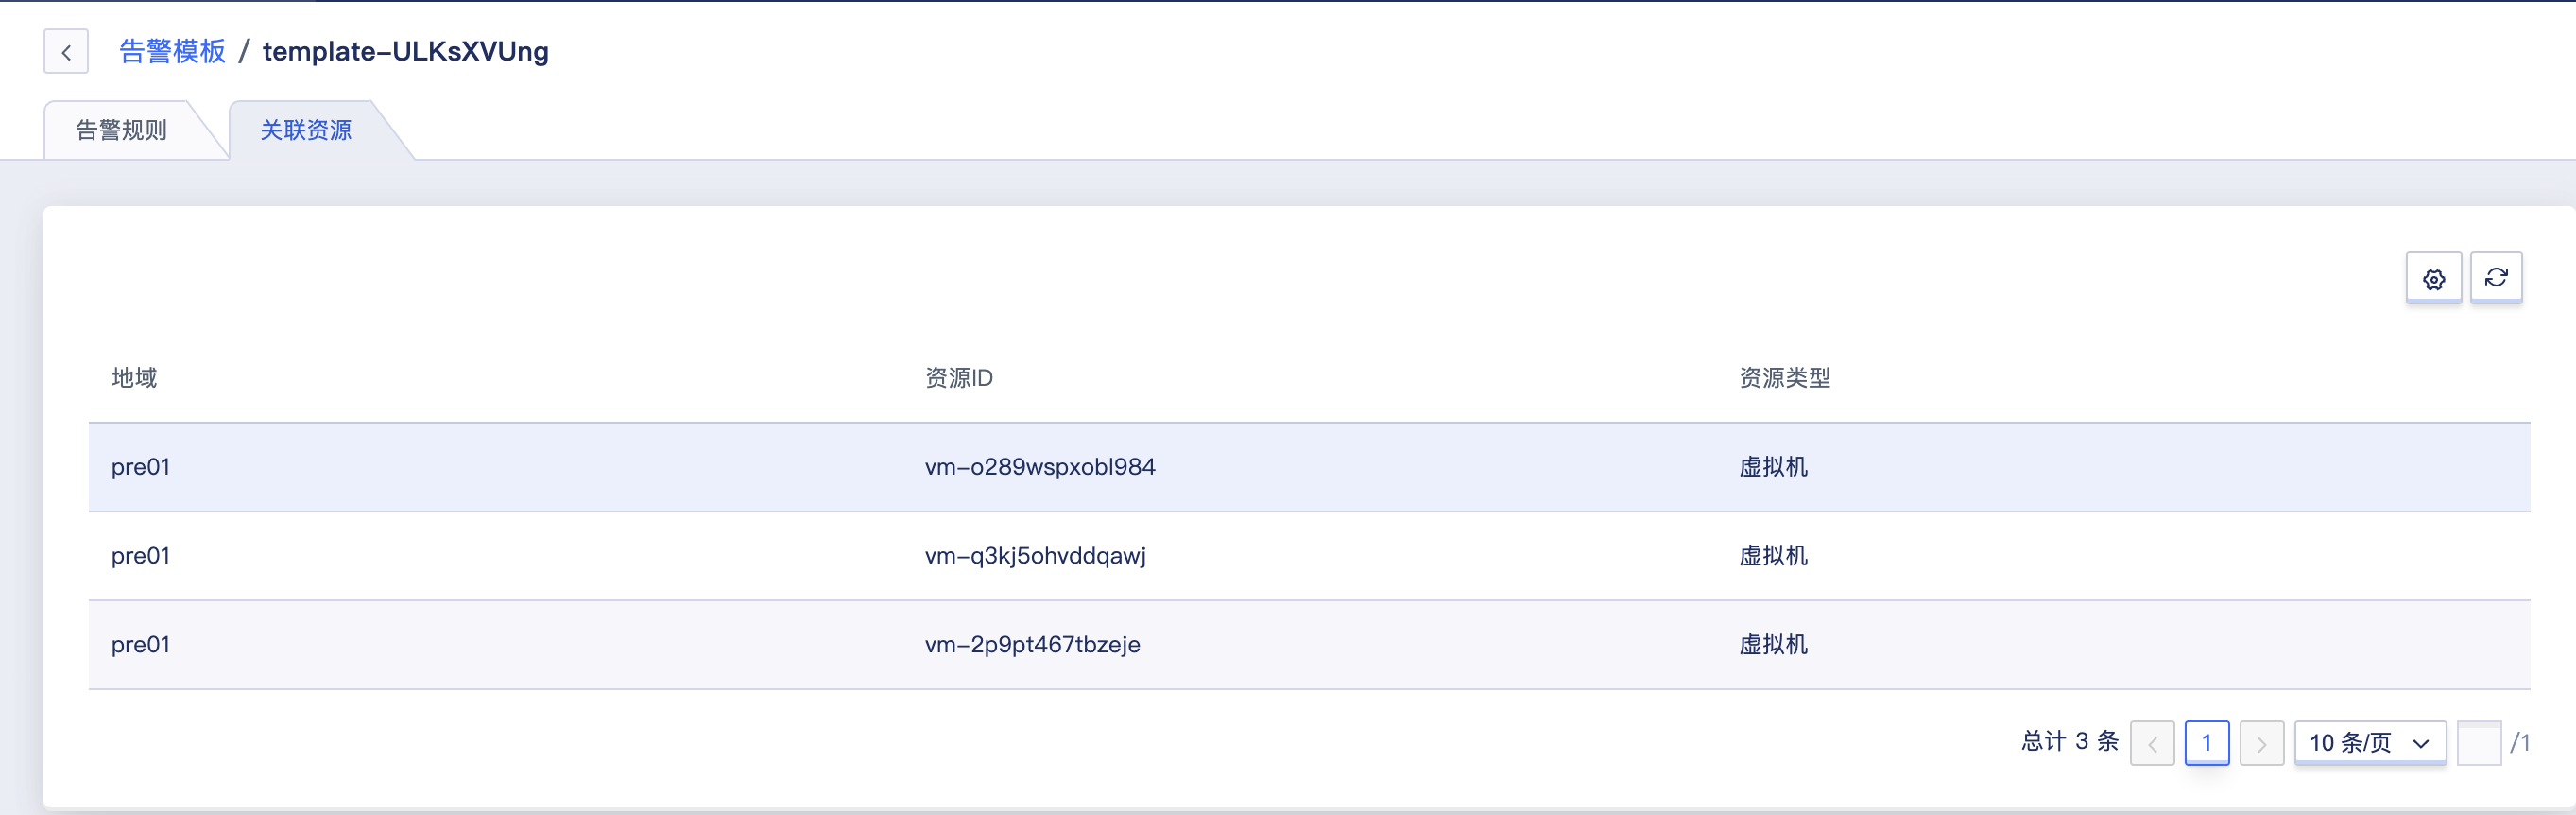 告警模板 / template-ULKsXVUng
告警规则 关联资源
地域 资源ID 资源类型
pre01 vm-o289wspxobl984 虚拟机
pre01 vm-q3kj5ohvddqawj 虚拟机
pre01 vm-2p9pt467tbzeje 虚拟机
总计 3 条 1 10 条/页 /1